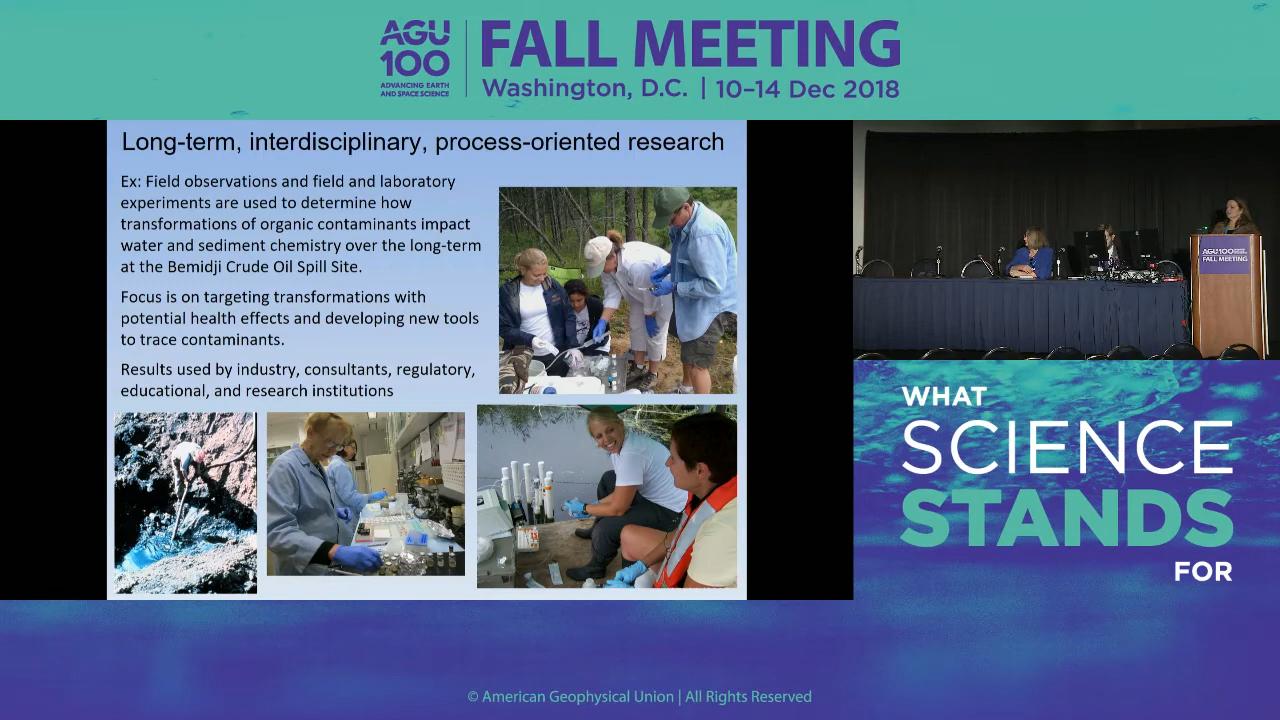 AGU
100
ADVANCING EARTH
AND SPACE SCIENCE
FALL MEETING
Washington, D.C. | 10–14 Dec 2018
Long-term, interdisciplinary, process-oriented research
Ex: Field observations and field and laboratory
experiments are used to determine how
transformations of organic contaminants impact
water and sediment chemistry over the long-term
at the Bemidji Crude Oil Spill Site.
Focus is on targeting transformations with
potential health effects and developing new tools
to trace contaminants.
Results used by industry, consultants, regulatory,
educational, and research institutions
AGU100
FALL MEETING
WHAT
SCIENCE
STANDS
FOR
© American Geophysical Union | All Rights Reserved